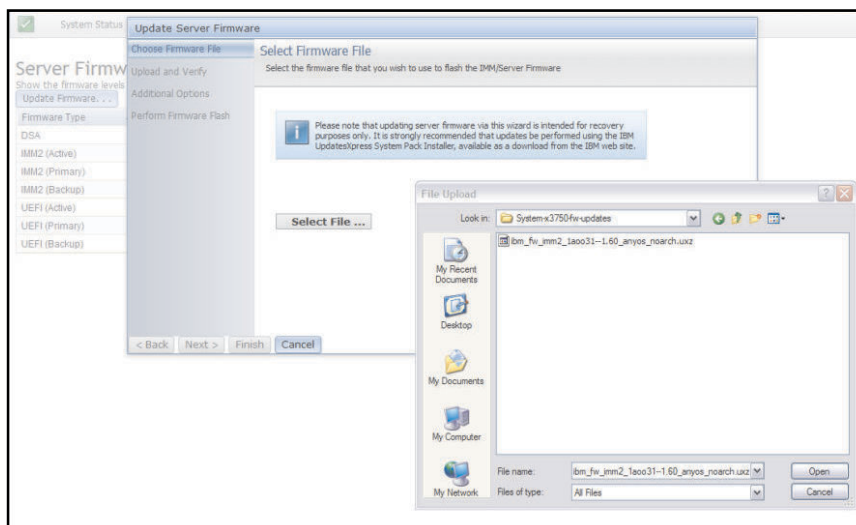 System Status
Update Server Firmware
Server Firmw
Show the firmware levels
Update Firmware. . .
Firmware Type
DSA
IMM2 (Active)
IMM2 (Primary)
IMM2 (Backup)
UEFI (Active)
UEFI (Primary)
UEFI (Backup)
Choose Firmware File
Upload and Verify
Additional Options
Perform Firmware Flash
Select Firmware File
Select the firmware file that you wish to use to flash the IMM/Server Firmware
Please note that updating server firmware via this wizard is intended for recovery
purposes only. It is strongly recommended that updates be performed using the IBM
UpdatesXpress System Pack Installer, available as a download from the IBM web site.
Select File ...
< Back
Next >
Finish
Cancel
File Upload
Look in:
System-x3750-fw-updates
ibm_fw_imm2_1aoo31--1.60_anyos_noarch.uxz
My Recent
Documents
Desktop
My Documents
My Computer
My Network
File name:
ibm_fw_imm2_1aoo31--1.60_anyos_noarch.uxz
Open
Files of type:
All Files
Cancel